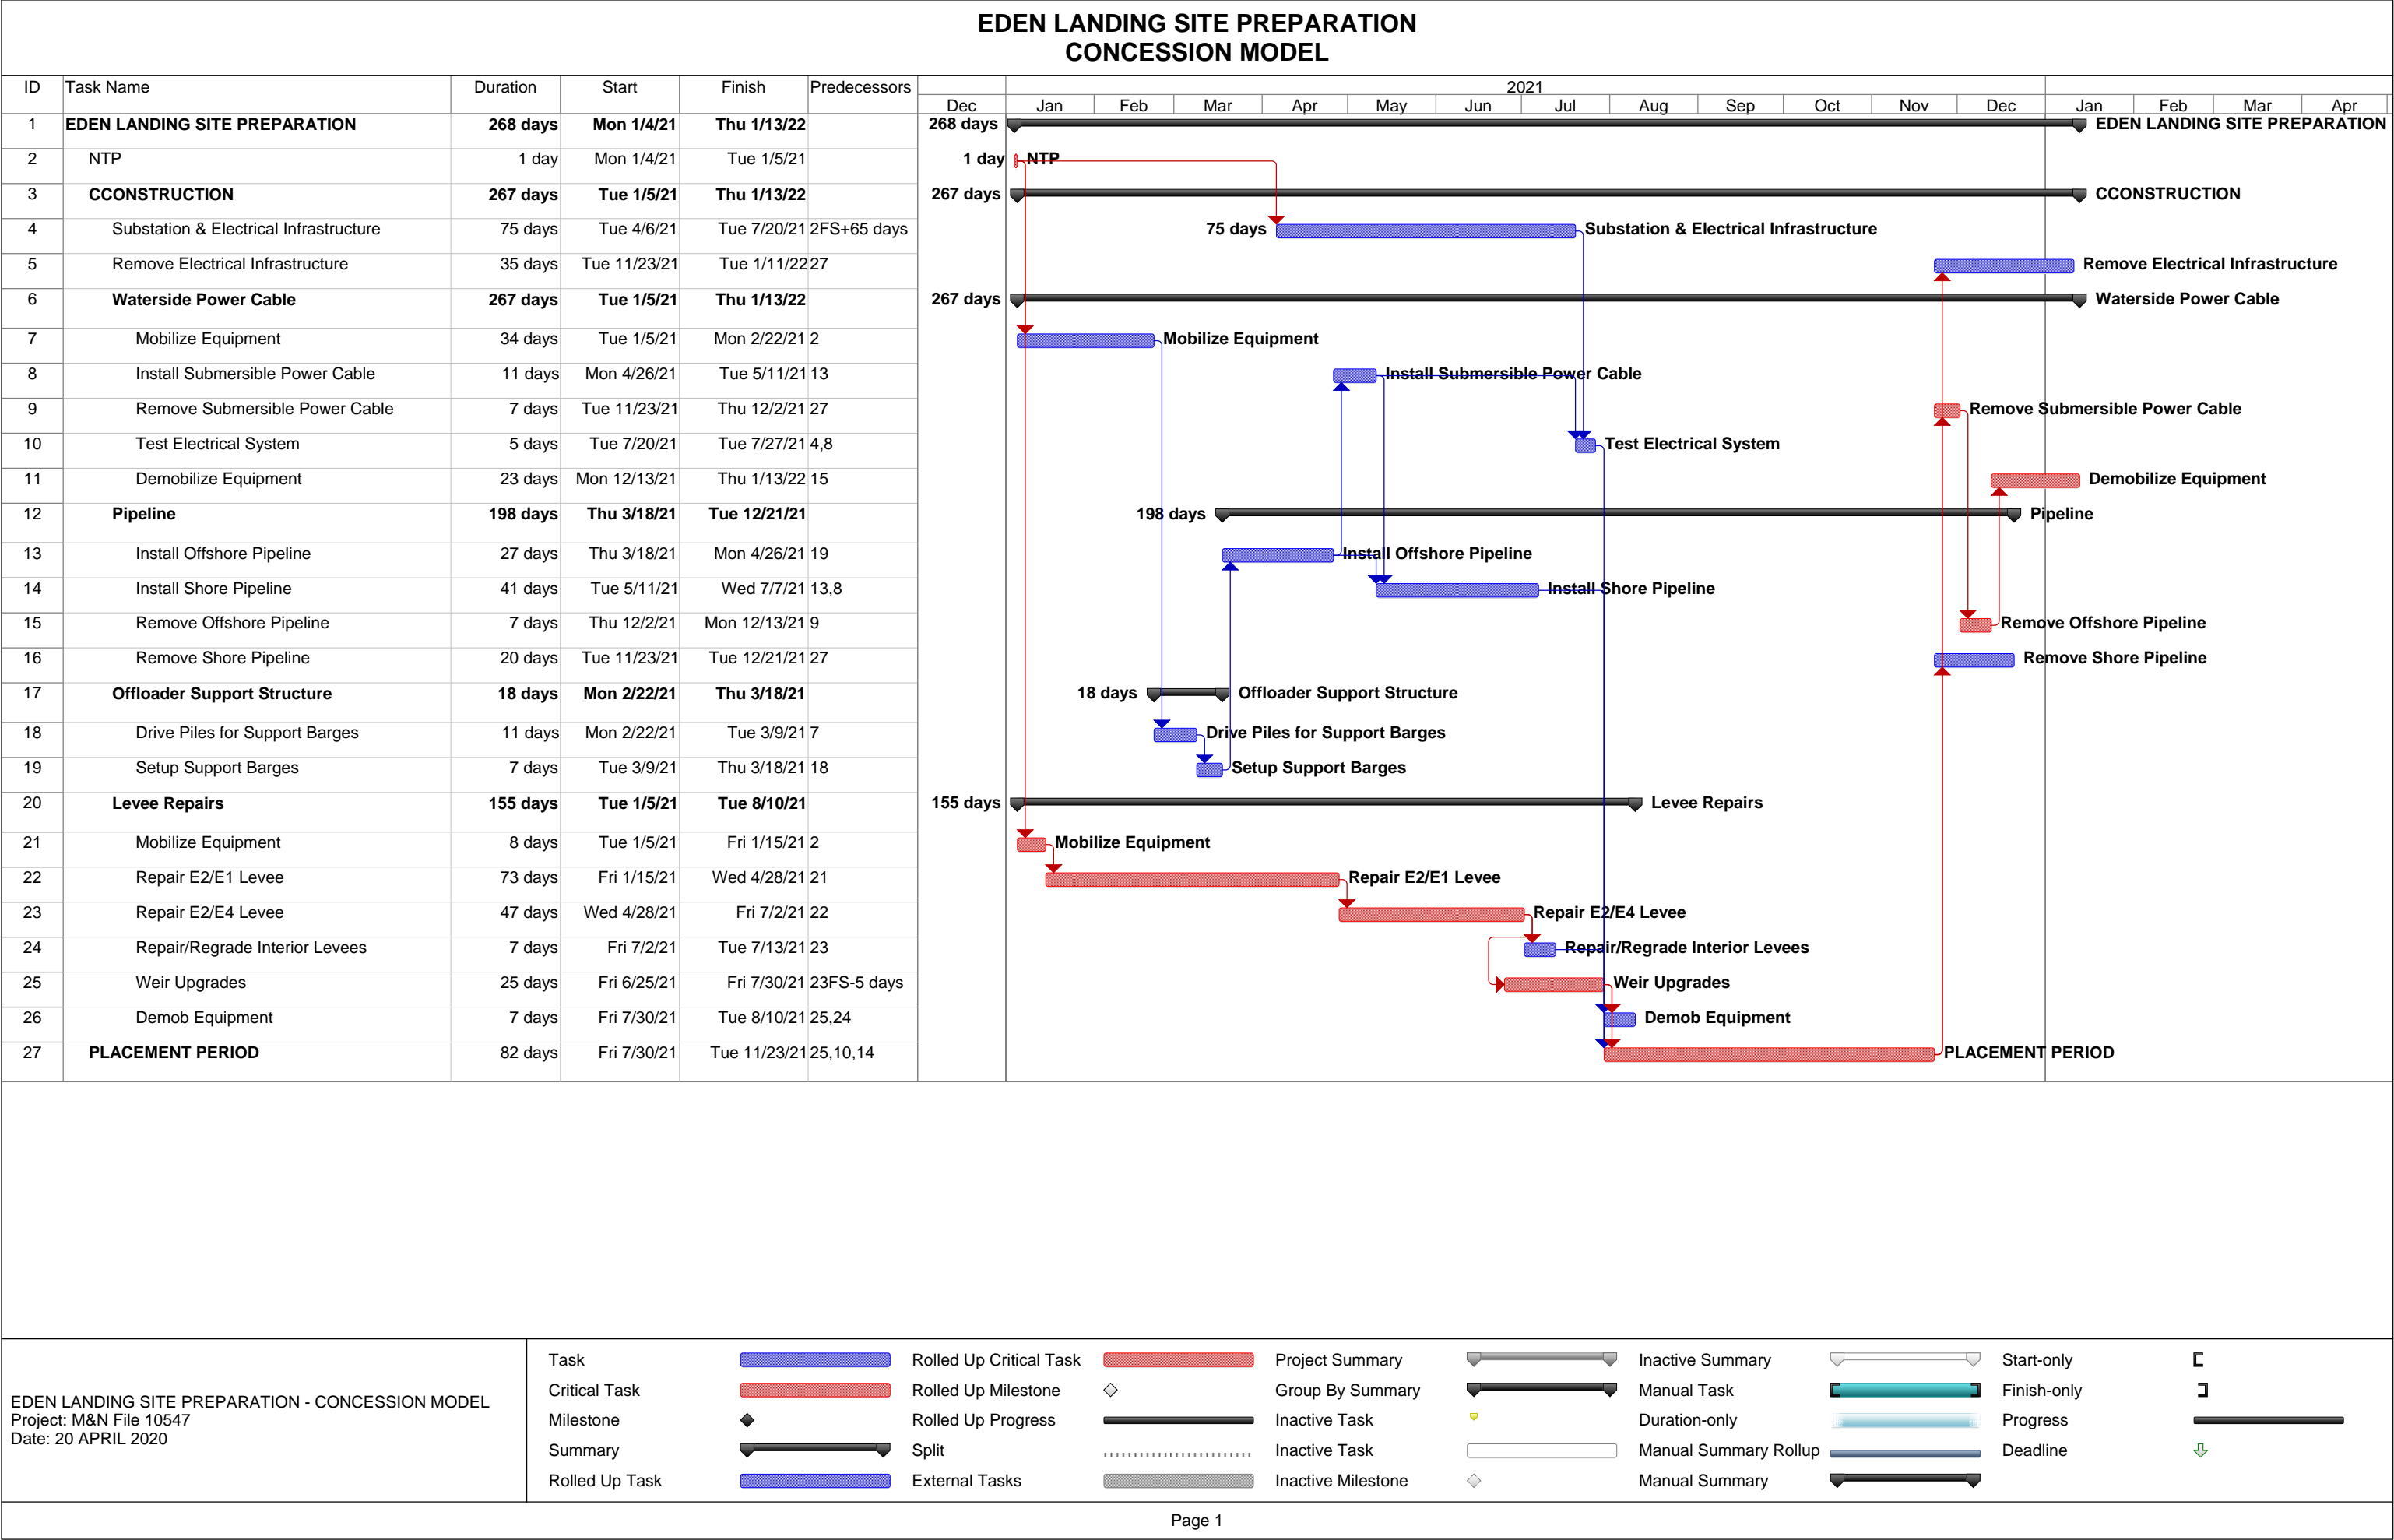 EDEN LANDING SITE PREPARATION
CONCESSION MODEL
ID Task Name Duration Start Finish Predecessors 2021
Dec Jan Feb Mar Apr May Jun Jul Aug Sep Oct Nov Dec Jan Feb Mar Apr
1 EDEN LANDING SITE PREPARATION 268 days Mon 1/4/21 Thu 1/13/22 268 days EDEN LANDING SITE PREPARATION
2 NTP 1 day Mon 1/4/21 Tue 1/5/21 1 day NTP
3 CCONSTRUCTION 267 days Tue 1/5/21 Thu 1/13/22 267 days CCONSTRUCTION
4 Substation & Electrical Infrastructure 75 days Tue 4/6/21 Tue 7/20/21 2FS+65 days 75 days Substation & Electrical Infrastructure
5 Remove Electrical Infrastructure 35 days Tue 11/23/21 Tue 1/11/22 27 Remove Electrical Infrastructure
6 Waterside Power Cable 267 days Tue 1/5/21 Thu 1/13/22 267 days Waterside Power Cable
7 Mobilize Equipment 34 days Tue 1/5/21 Mon 2/22/21 2 Mobilize Equipment
8 Install Submersible Power Cable 11 days Mon 4/26/21 Tue 5/11/21 13 Install Submersible Power Cable
9 Remove Submersible Power Cable 7 days Tue 11/23/21 Thu 12/2/21 27 Remove Submersible Power Cable
10 Test Electrical System 5 days Tue 7/20/21 Tue 7/27/21 4,8 Test Electrical System
11 Demobilize Equipment 23 days Mon 12/13/21 Thu 1/13/22 15 Demobilize Equipment
12 Pipeline 198 days Thu 3/18/21 Tue 12/21/21 198 days Pipeline
13 Install Offshore Pipeline 27 days Thu 3/18/21 Mon 4/26/21 19 Install Offshore Pipeline
14 Install Shore Pipeline 41 days Tue 5/11/21 Wed 7/7/21 13,8 Install Shore Pipeline
15 Remove Offshore Pipeline 7 days Thu 12/2/21 Mon 12/13/21 9 Remove Offshore Pipeline
16 Remove Shore Pipeline 20 days Tue 11/23/21 Tue 12/21/21 27 Remove Shore Pipeline
17 Offloader Support Structure 18 days Mon 2/22/21 Thu 3/18/21 18 days Offloader Support Structure
18 Drive Piles for Support Barges 11 days Mon 2/22/21 Tue 3/9/21 7 Drive Piles for Support Barges
19 Setup Support Barges 7 days Tue 3/9/21 Thu 3/18/21 18 Setup Support Barges
20 Levee Repairs 155 days Tue 1/5/21 Tue 8/10/21 155 days Levee Repairs
21 Mobilize Equipment 8 days Tue 1/5/21 Fri 1/15/21 2 Mobilize Equipment
22 Repair E2/E1 Levee 73 days Fri 1/15/21 Wed 4/28/21 21 Repair E2/E1 Levee
23 Repair E2/E4 Levee 47 days Wed 4/28/21 Fri 7/2/21 22 Repair E2/E4 Levee
24 Repair/Regrade Interior Levees 7 days Fri 7/2/21 Tue 7/13/21 23 Repair/Regrade Interior Levees
25 Weir Upgrades 25 days Fri 6/25/21 Fri 7/30/21 23FS-5 days Weir Upgrades
26 Demob Equipment 7 days Fri 7/30/21 Tue 8/10/21 25,24 Demob Equipment
27 PLACEMENT PERIOD 82 days Fri 7/30/21 Tue 11/23/21 25,10,14 PLACEMENT PERIOD
EDEN LANDING SITE PREPARATION - CONCESSION MODEL
Project: M&N File 10547
Date: 20 APRIL 2020
Task Rolled Up Critical Task Project Summary Inactive Summary Start-only
Critical Task Rolled Up Milestone Group By Summary Manual Task Finish-only
Milestone Rolled Up Progress Inactive Task Duration-only Progress
Summary Split Inactive Task Manual Summary Rollup Deadline
Rolled Up Task External Tasks Inactive Milestone Manual Summary
Page 1